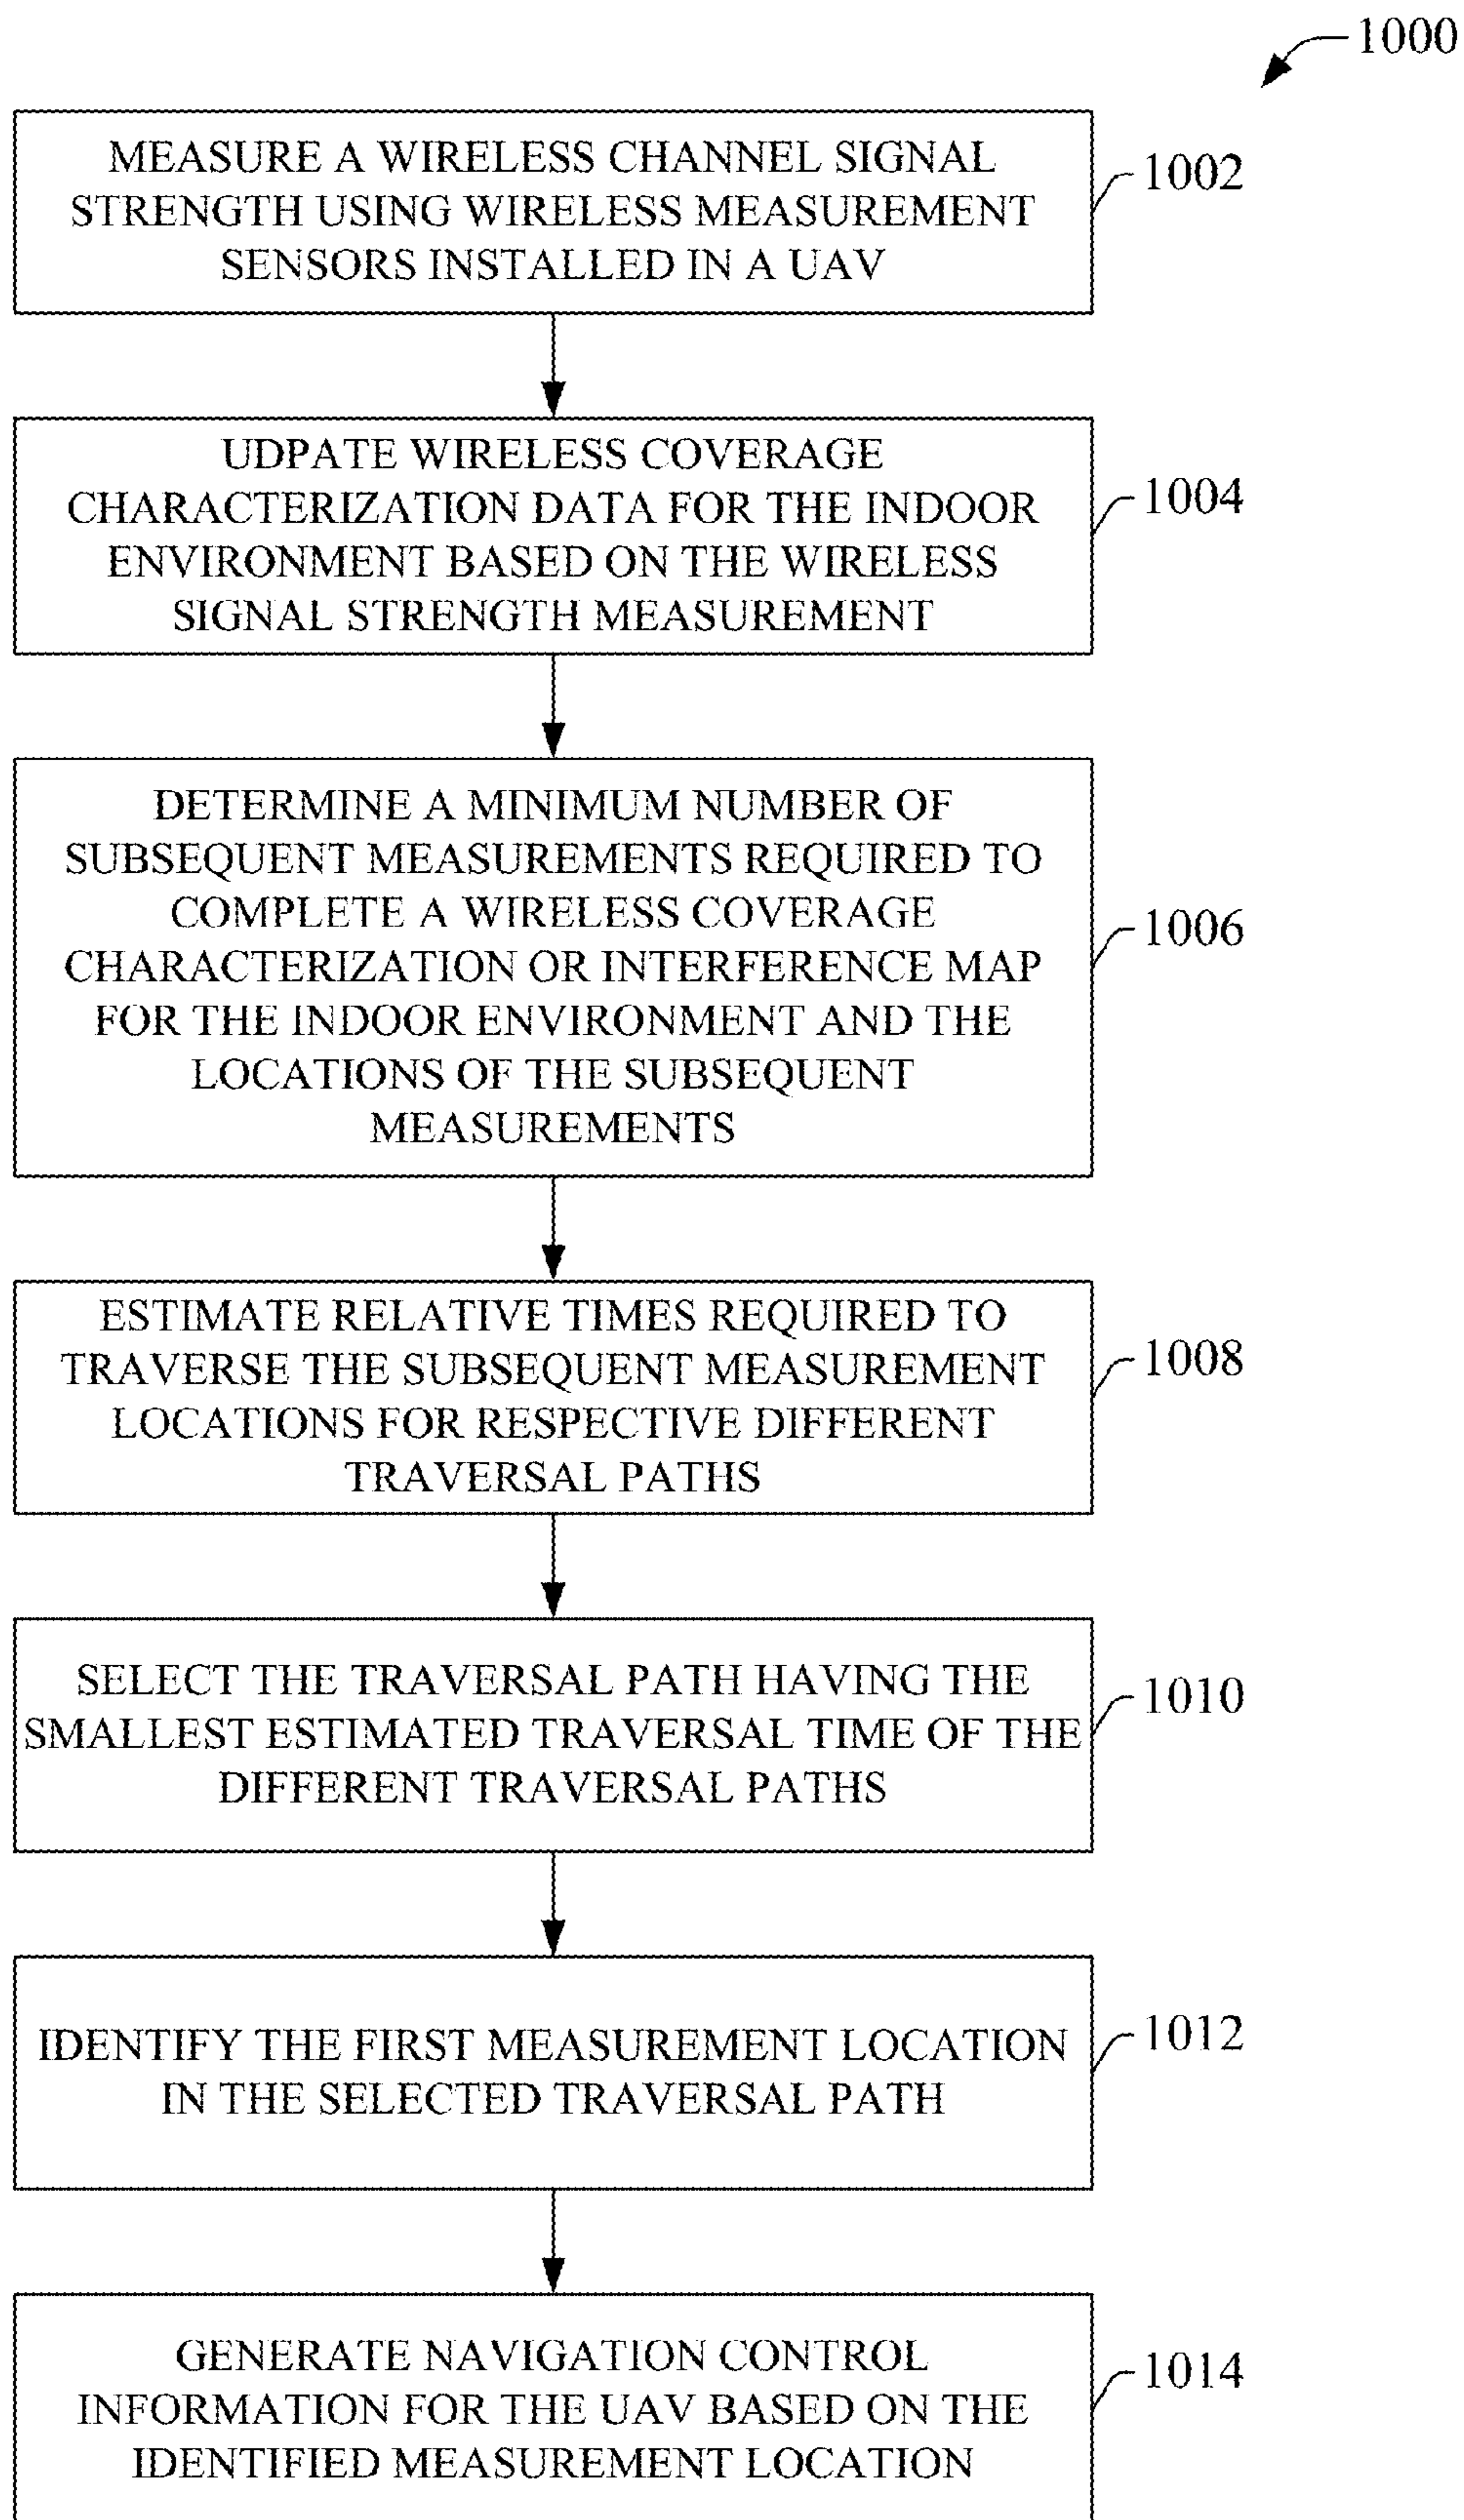 1000
MEASURE A WIRELESS CHANNEL SIGNAL
STRENGTH USING WIRELESS MEASUREMENT
SENSORS INSTALLED IN A UAV
1002
UDPATE WIRELESS COVERAGE
CHARACTERIZATION DATA FOR THE INDOOR
ENVIRONMENT BASED ON THE WIRELESS
SIGNAL STRENGTH MEASUREMENT
1004
DETERMINE A MINIMUM NUMBER OF
SUBSEQUENT MEASUREMENTS REQUIRED TO
COMPLETE A WIRELESS COVERAGE
CHARACTERIZATION OR INTERFERENCE MAP
FOR THE INDOOR ENVIRONMENT AND THE
LOCATIONS OF THE SUBSEQUENT
MEASUREMENTS
1006
ESTIMATE RELATIVE TIMES REQUIRED TO
TRAVERSE THE SUBSEQUENT MEASUREMENT
LOCATIONS FOR RESPECTIVE DIFFERENT
TRAVERSAL PATHS
1008
SELECT THE TRAVERSAL PATH HAVING THE
SMALLEST ESTIMATED TRAVERSAL TIME OF THE
DIFFERENT TRAVERSAL PATHS
1010
IDENTIFY THE FIRST MEASUREMENT LOCATION
IN THE SELECTED TRAVERSAL PATH
1012
GENERATE NAVIGATION CONTROL
INFORMATION FOR THE UAV BASED ON THE
IDENTIFIED MEASUREMENT LOCATION
1014